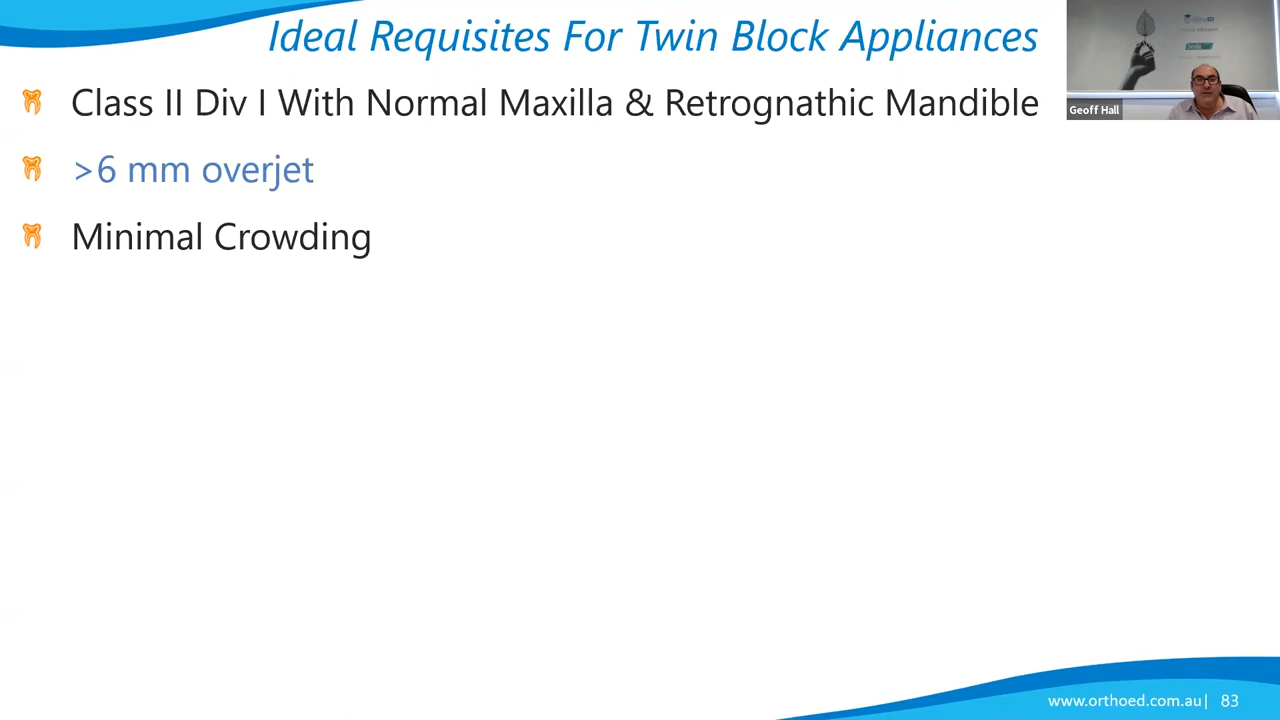 Ideal Requisites For Twin Block Appliances
Class II Div I With Normal Maxilla & Retrognathic Mandible
>6 mm overjet
Minimal Crowding
Geoff Hall
www.orthoed.com.au| 83